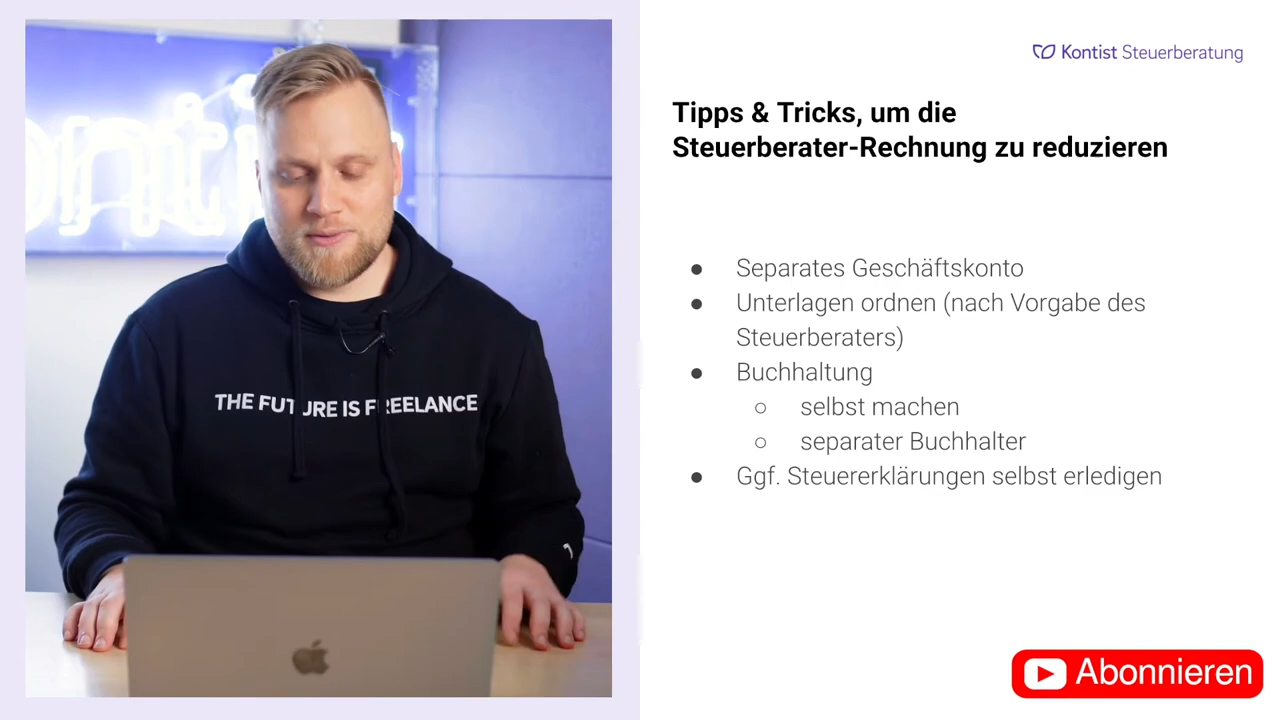 Kontist Steuerberatung
Tipps & Tricks, um die
Steuerberater-Rechnung zu reduzieren
● Separates Geschäftskonto
● Unterlagen ordnen (nach Vorgabe des
Steuerberaters)
● Buchhaltung
○ selbst machen
○ separater Buchhalter
● Ggf. Steuererklärungen selbst erledigen
THE FUTURE IS FREELANCE
Abonnieren